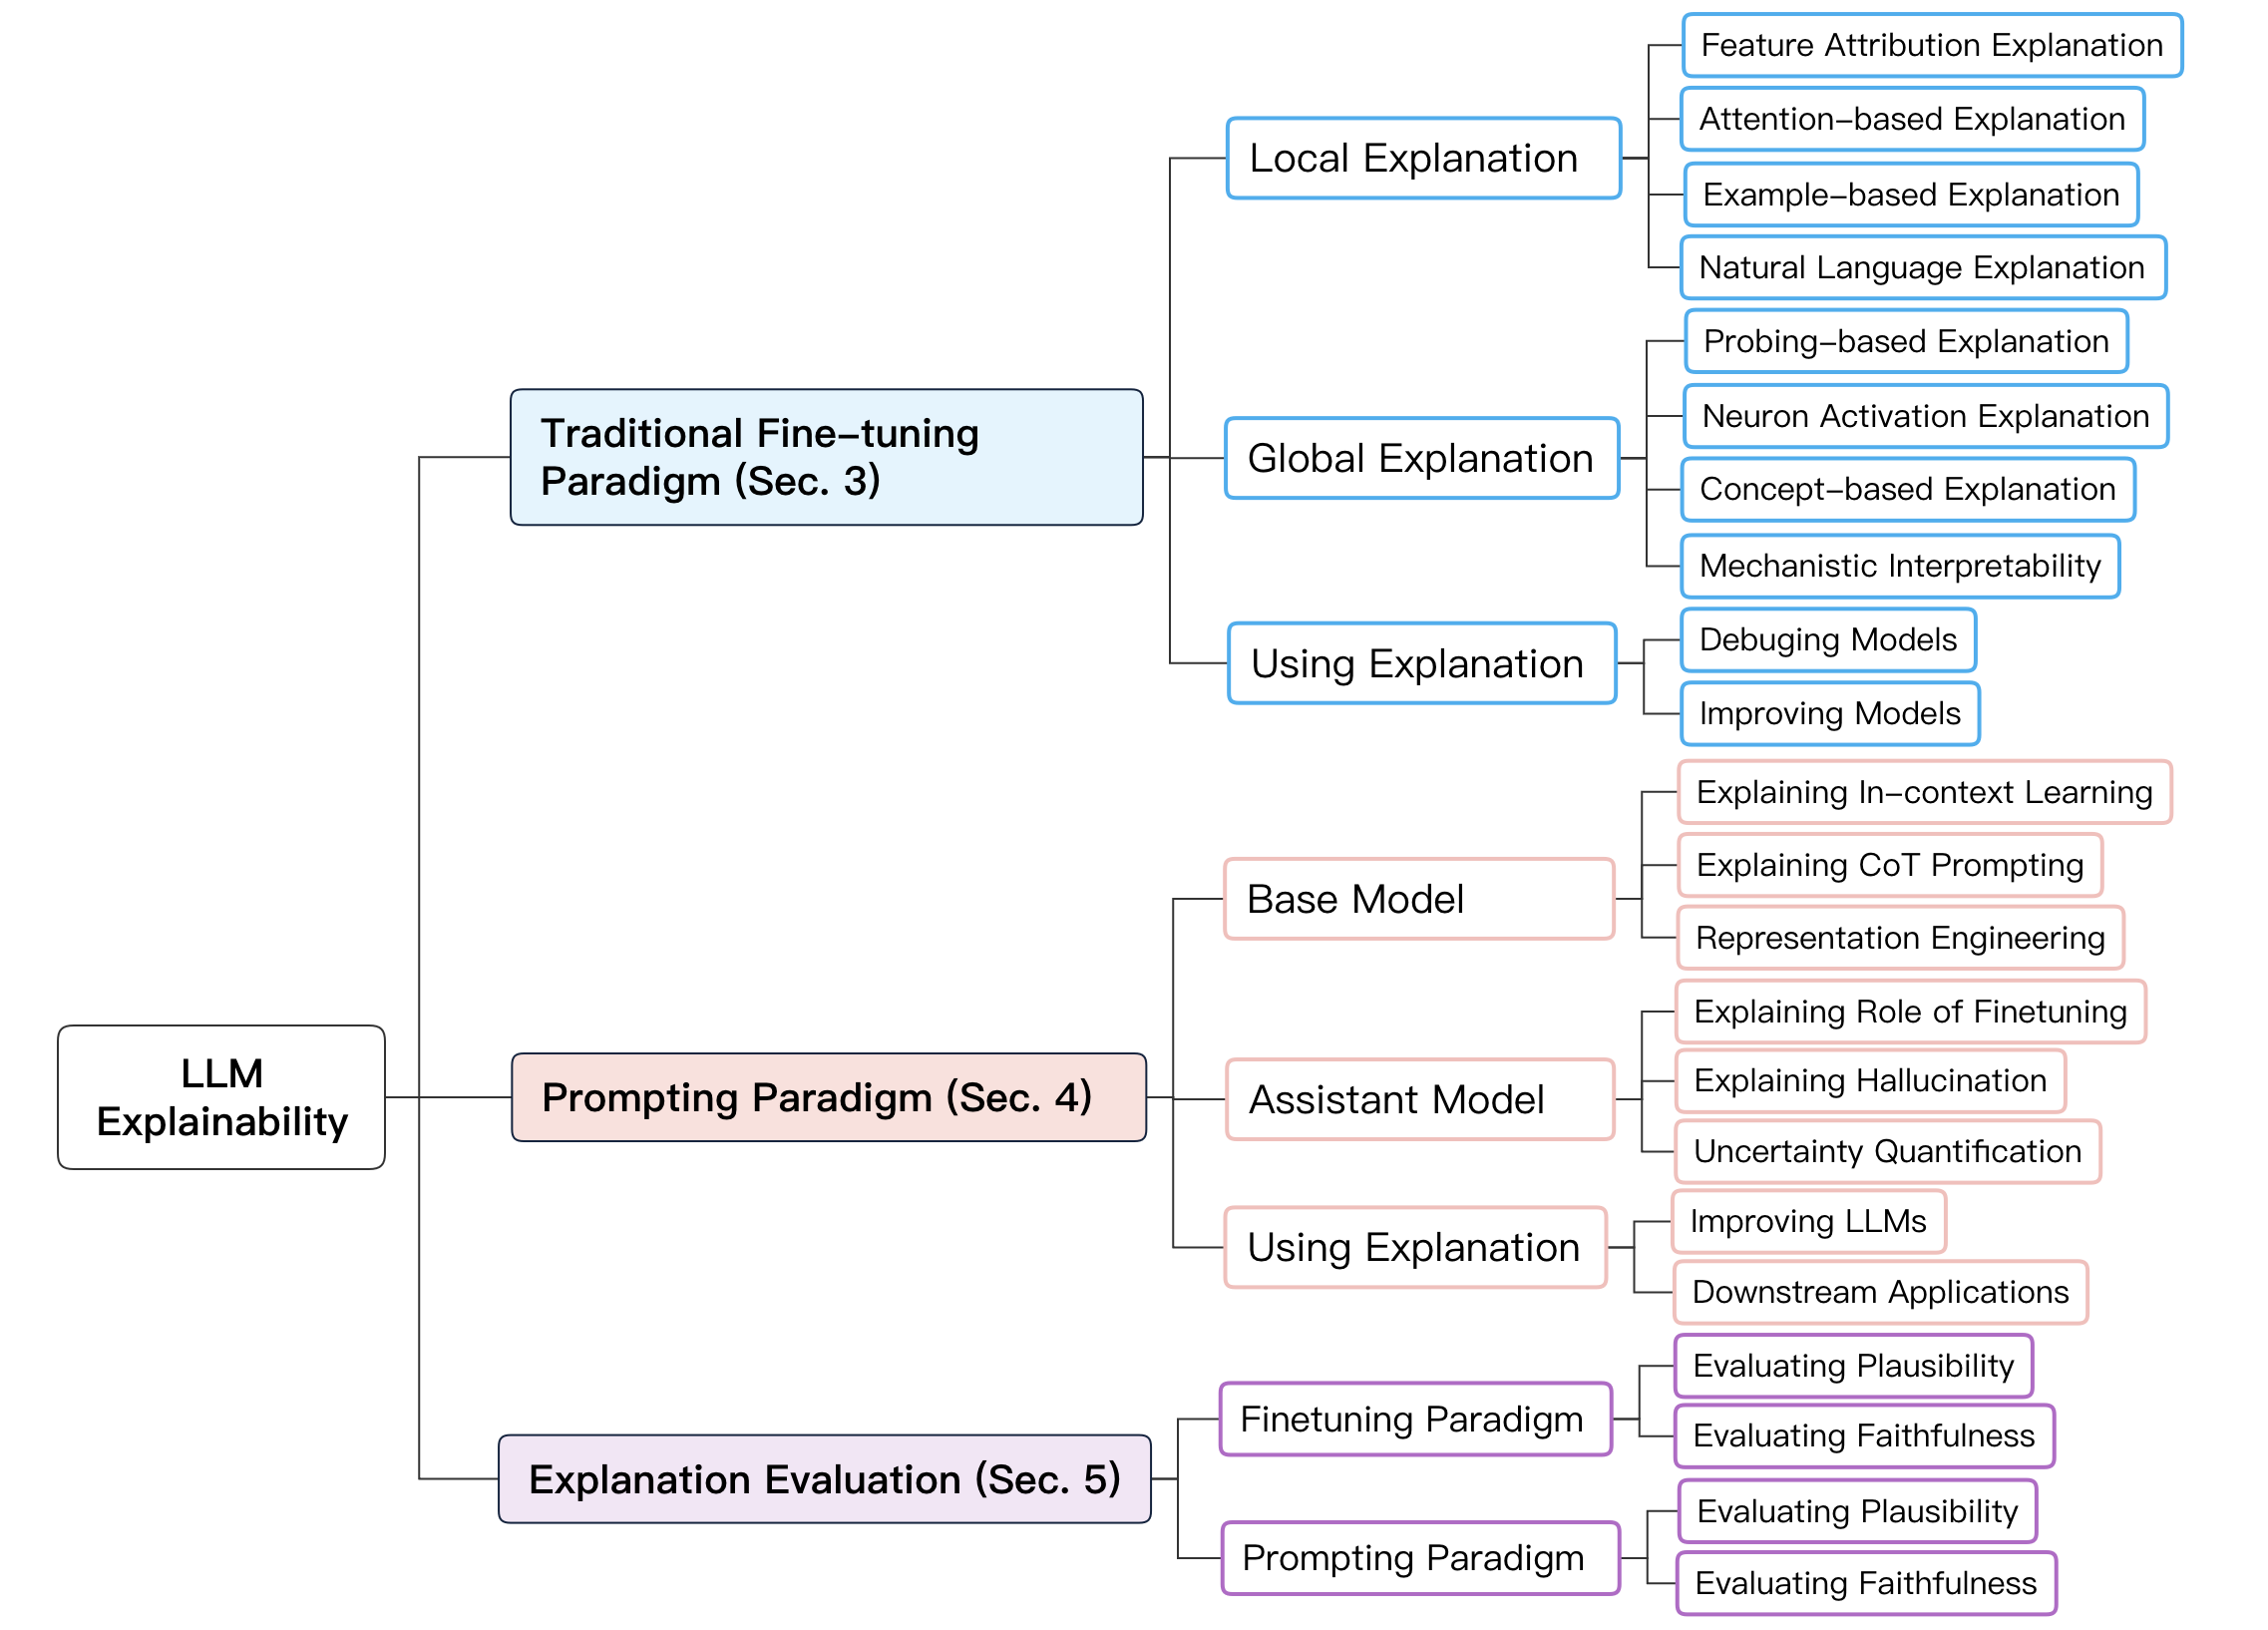 LLM
Explainability
Traditional Fine-tuning
Paradigm (Sec. 3)
Local Explanation
Feature Attribution Explanation
Attention-based Explanation
Example-based Explanation
Natural Language Explanation
Global Explanation
Probing-based Explanation
Neuron Activation Explanation
Concept-based Explanation
Mechanistic Interpretability
Using Explanation
Debuging Models
Improving Models
Prompting Paradigm (Sec. 4)
Base Model
Explaining In-context Learning
Explaining CoT Prompting
Representation Engineering
Assistant Model
Explaining Role of Finetuning
Explaining Hallucination
Uncertainty Quantification
Using Explanation
Improving LLMs
Downstream Applications
Explanation Evaluation (Sec. 5)
Finetuning Paradigm
Evaluating Plausibility
Evaluating Faithfulness
Prompting Paradigm
Evaluating Plausibility
Evaluating Faithfulness